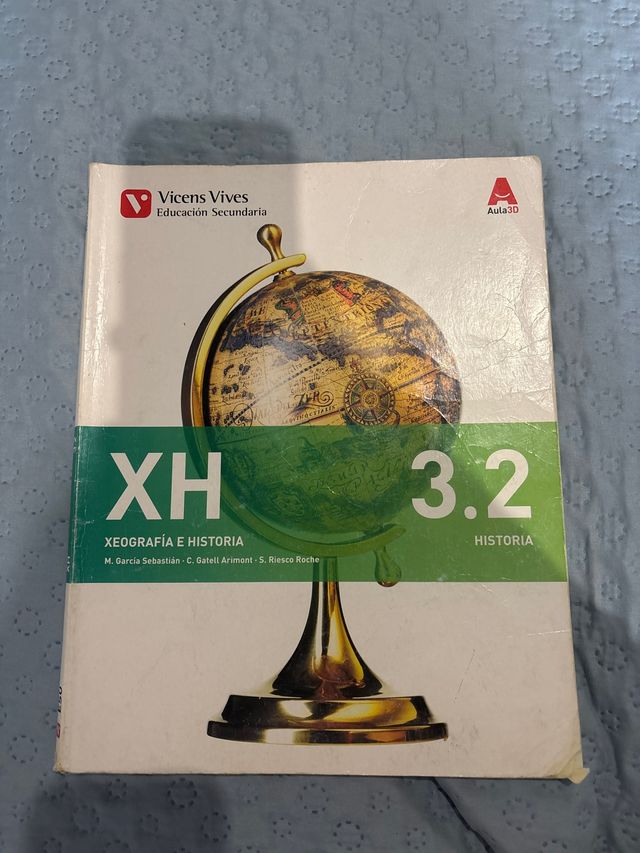 Vicens Vives
Educación Secundaria
Aula3D
XH
3.2
XEOGRAFÍA E HISTORIA
HISTORIA
M. García Sebastián · C. Gatell Arimont · S. Riesco Roche